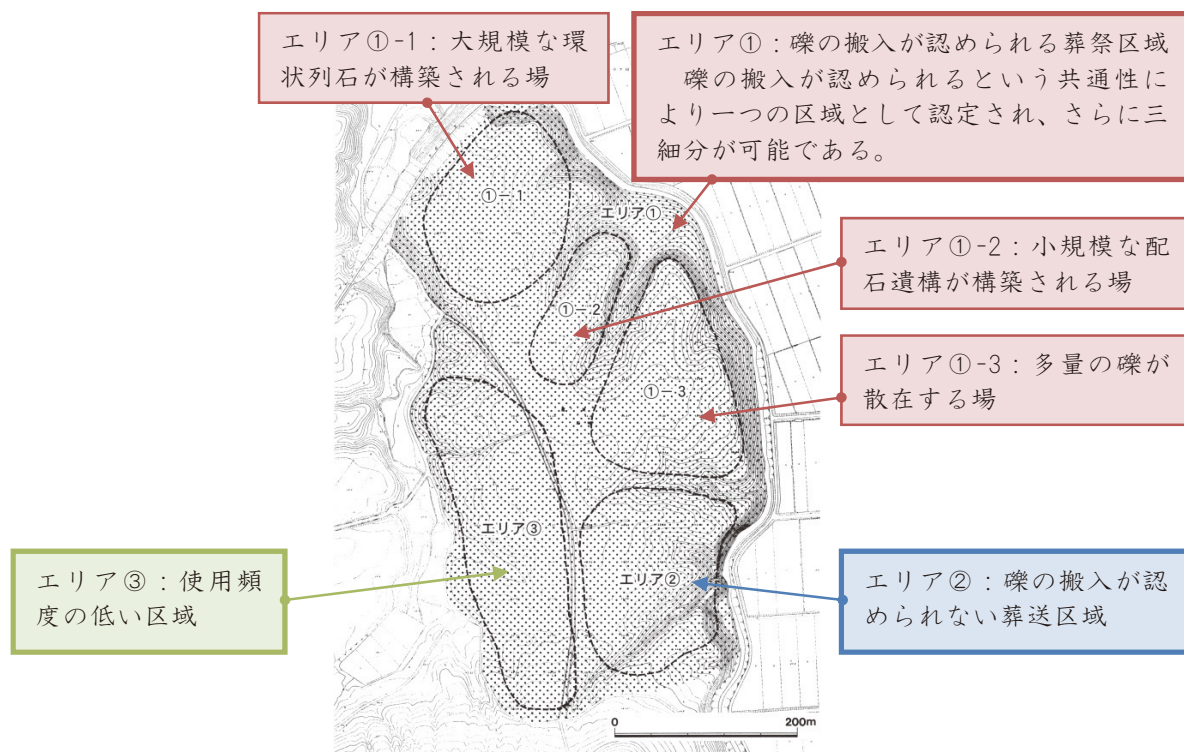 エリア①-1：大規模な環
状列石が構築される場
エリア①：礫の搬入が認められる葬祭区域
礫の搬入が認められるという共通性に
より一つの区域として認定され、さらに三
細分が可能である。
①-1
エリア①
エリア①-2：小規模な配
石遺構が構築される場
①-2
エリア①-3：多量の礫が
散在する場
①-3
エリア③
エリア②
エリア③：使用頻
度の低い区域
エリア②：礫の搬入が認
められない葬送区域
0 200m